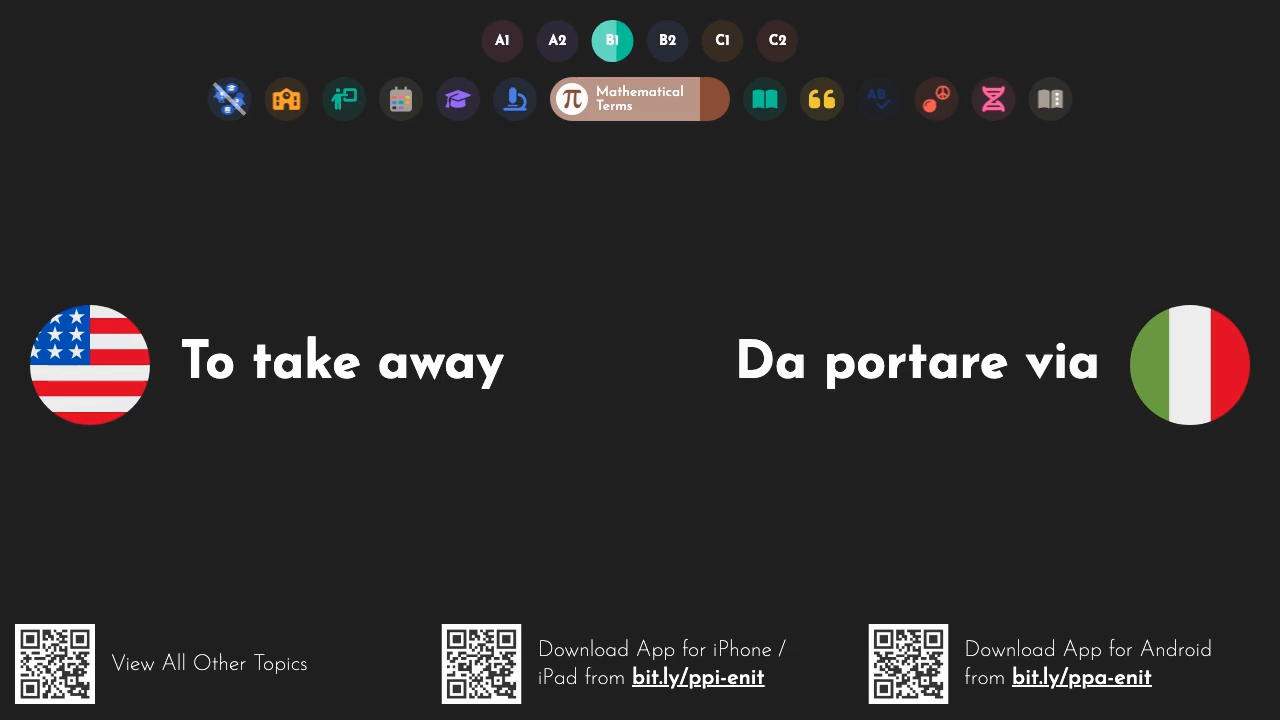 A1 A2 B1 B2 C1 C2
Mathematical
Terms
AB
To take away
Da portare via
View All Other Topics
Download App for iPhone /
iPad from bit.ly/ppi-enit
Download App for Android
from bit.ly/ppa-enit